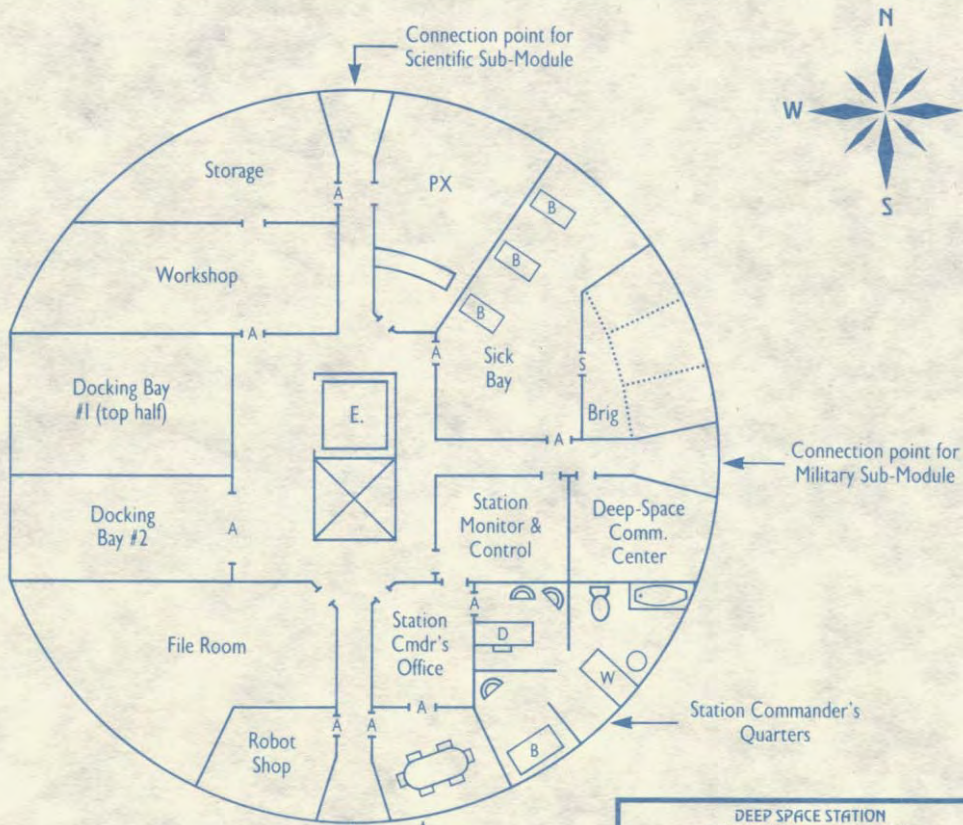 Connection point for
Scientific Sub-Module
N
W
S
Storage
A
PX
B
B
B
Workshop
A
A
Sick
Bay
S
Brig
Docking Bay
#1 (top half)
E.
A
Connection point for
Military Sub-Module
Docking
Bay #2
A
Station
Monitor &
Control
Deep-Space
Comm.
Center
File Room
Station
Cmdr's
Office
A
D
W
A
Station Commander's
Quarters
Robot
Shop
A
A
B
DEEP SPACE STATION